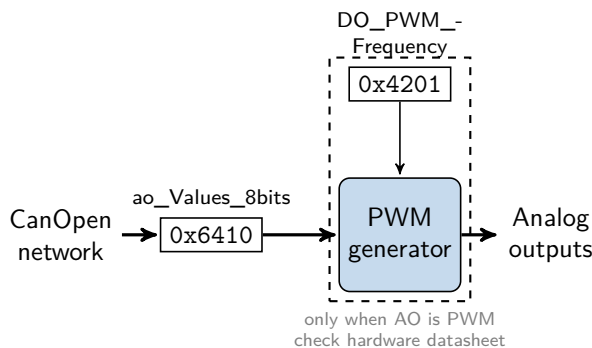 DO_PWM_-
Frequency
0x4201
ao_Values_8bits
CanOpen
network
0x6410
PWM
generator
Analog
outputs
only when AO is PWM
check hardware datasheet